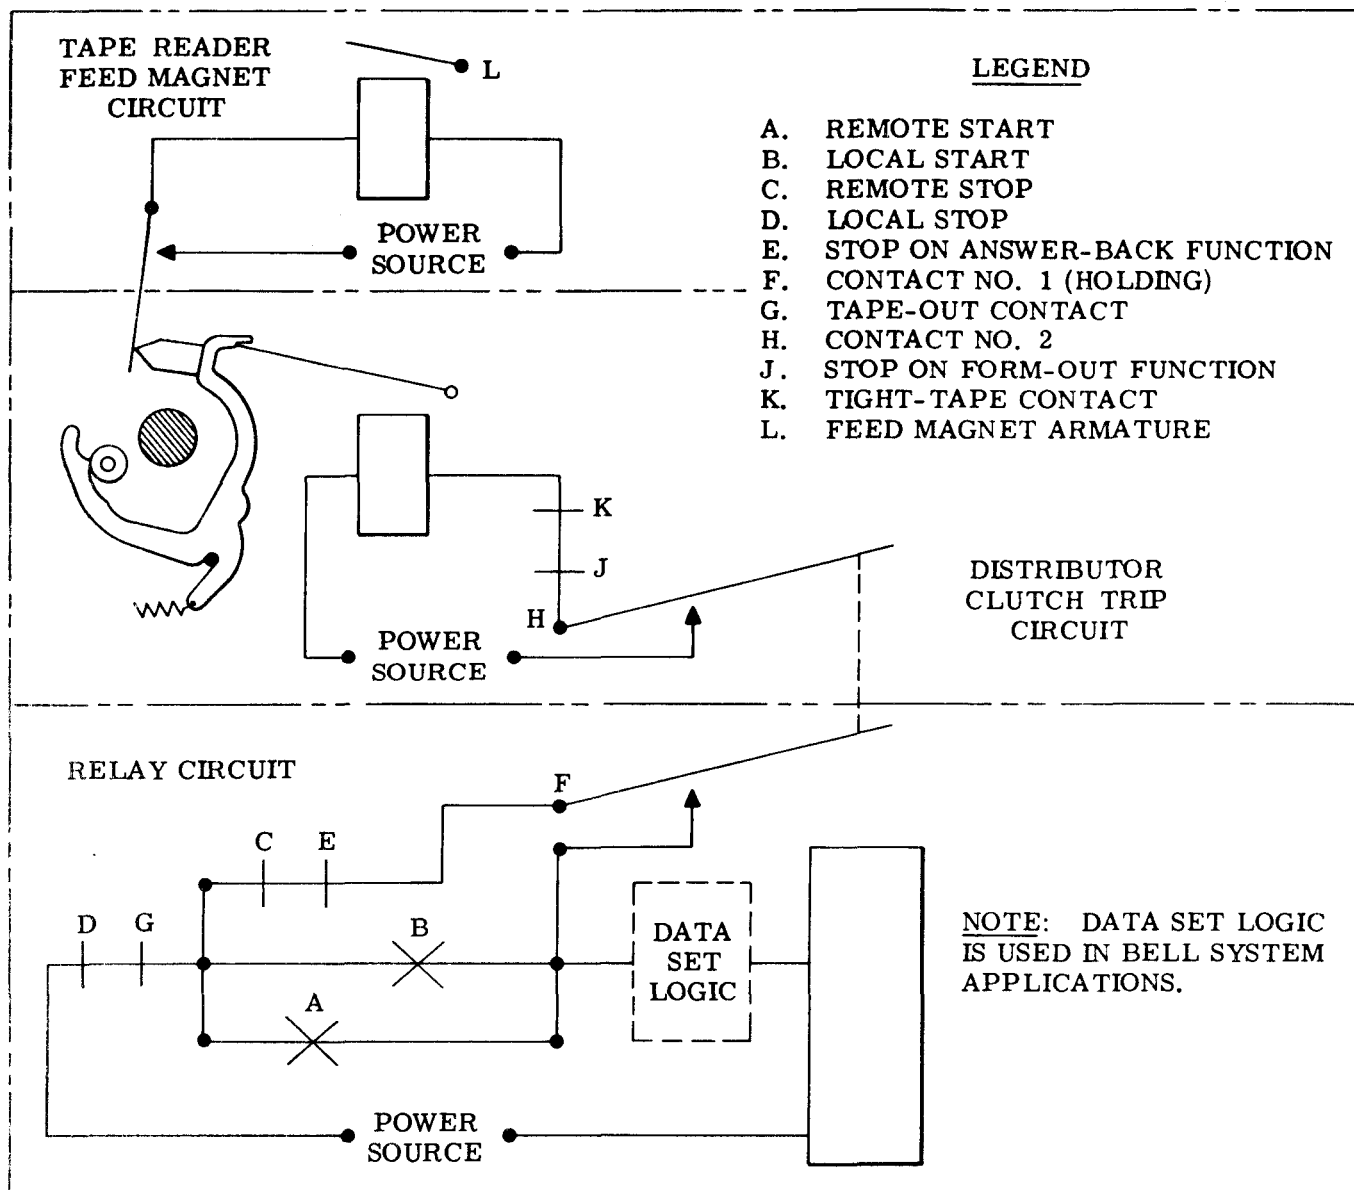 TAPE READER
FEED MAGNET
CIRCUIT
L
POWER
SOURCE
LEGEND
A. REMOTE START
B. LOCAL START
C. REMOTE STOP
D. LOCAL STOP
E. STOP ON ANSWER-BACK FUNCTION
F. CONTACT NO. 1 (HOLDING)
G. TAPE-OUT CONTACT
H. CONTACT NO. 2
J. STOP ON FORM-OUT FUNCTION
K. TIGHT-TAPE CONTACT
L. FEED MAGNET ARMATURE
K
J
H
POWER
SOURCE
DISTRIBUTOR
CLUTCH TRIP
CIRCUIT
RELAY CIRCUIT
F
C E
D G
B
A
DATA
SET
LOGIC
POWER
SOURCE
NOTE: DATA SET LOGIC
IS USED IN BELL SYSTEM
APPLICATIONS.